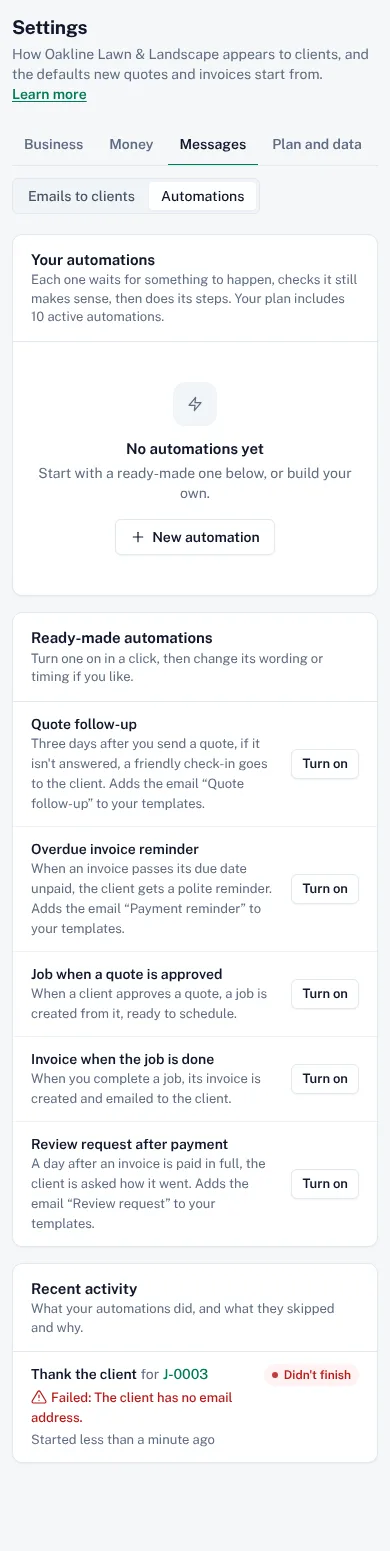 Settings
How Oakline Lawn & Landscape appears to clients, and
the defaults new quotes and invoices start from.
Learn more
Business Money Messages Plan and data
Emails to clients Automations
Your automations
Each one waits for something to happen, checks it still
makes sense, then does its steps. Your plan includes
10 active automations.
No automations yet
Start with a ready-made one below, or build your
own.
New automation
Ready-made automations
Turn one on in a click, then change its wording or
timing if you like.
Quote follow-up
Three days after you send a quote, if it
isn't answered, a friendly check-in goes
to the client. Adds the email “Quote
follow-up” to your templates.
Turn on
Overdue invoice reminder
When an invoice passes its due date
unpaid, the client gets a polite reminder.
Adds the email “Payment reminder” to
your templates.
Turn on
Job when a quote is approved
When a client approves a quote, a job is
created from it, ready to schedule.
Turn on
Invoice when the job is done
When you complete a job, its invoice is
created and emailed to the client.
Turn on
Review request after payment
A day after an invoice is paid in full, the
client is asked how it went. Adds the
email “Review request” to your
templates.
Turn on
Recent activity
What your automations did, and what they skipped
and why.
Thank the client for J-0003
Didn't finish
Failed: The client has no email
address.
Started less than a minute ago